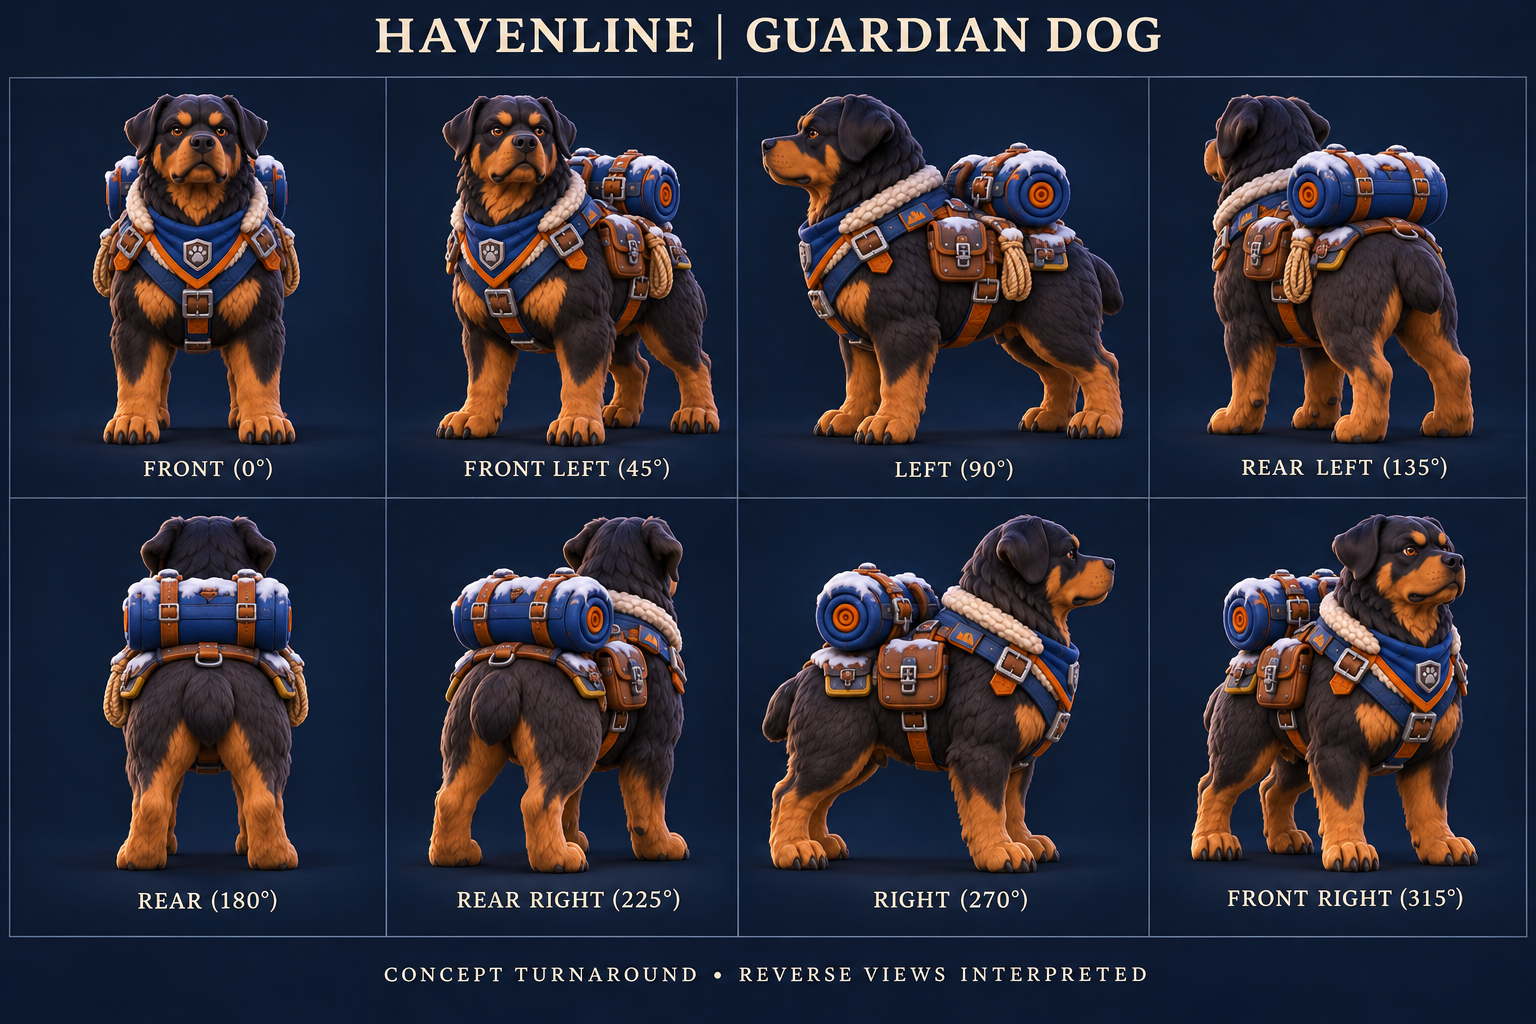 HAVENLINE | GUARDIAN DOG
FRONT (0°)
FRONT LEFT (45°)
LEFT (90°)
REAR LEFT (135°)
REAR (180°)
REAR RIGHT (225°)
RIGHT (270°)
FRONT RIGHT (315°)
CONCEPT TURNAROUND • REVERSE VIEWS INTERPRETED